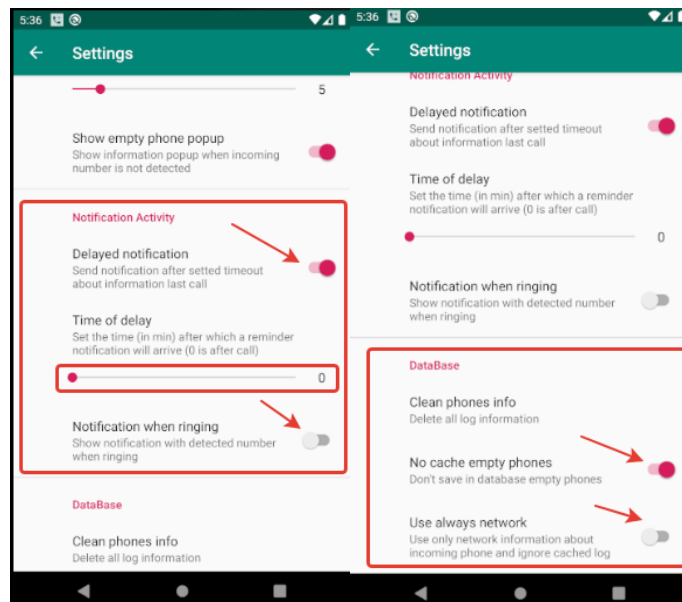 5:36
Settings
5
Show empty phone popup
Show information popup when incoming
number is not detected
Notification Activity
Delayed notification
Send notification after setted timeout
about information last call
Time of delay
Set the time (in min) after which a reminder
notification will arrive (0 is after call)
0
Notification when ringing
Show notification with detected number
when ringing
DataBase
Clean phones info
Delete all log information
5:36
Settings
Notification Activity
Delayed notification
Send notification after setted timeout
about information last call
Time of delay
Set the time (in min) after which a reminder
notification will arrive (0 is after call)
0
Notification when ringing
Show notification with detected number
when ringing
DataBase
Clean phones info
Delete all log information
No cache empty phones
Don't save in database empty phones
Use always network
Use only network information about
incoming phone and ignore cached log